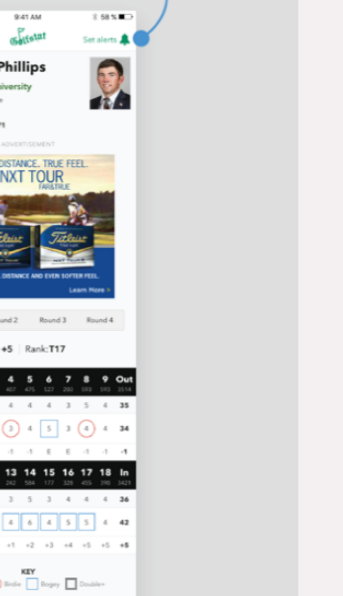 9:41 AM 58 %
Golfstat Set alerts
Phillips
iversity
ADVERTISEMENT
DISTANCE. TRUE FEEL.
NXT TOUR
FAR&TRUE
Titleist Titleist
DISTANCE AND EVEN SOFTER FEEL.
Learn More >
und 2 Round 3 Round 4
+5 Rank: T17
4 5 6 7 8 9 Out
4 4 4 3 5 4 35
3 4 5 3 4 4 34
-1 -1 E E -1 -1 -1
13 14 15 16 17 18 In
3 5 3 4 4 4 36
4 6 4 5 5 4 42
+1 +2 +3 +4 +5 +5 +5
KEY
Birdie Bogey Double+